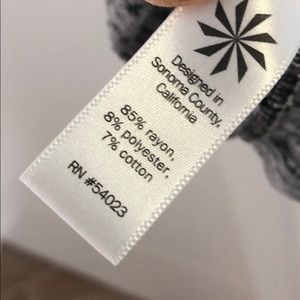 Designed in
Sonoma County,
California
85% rayon,
8% polyester,
7% cotton
RN #54023